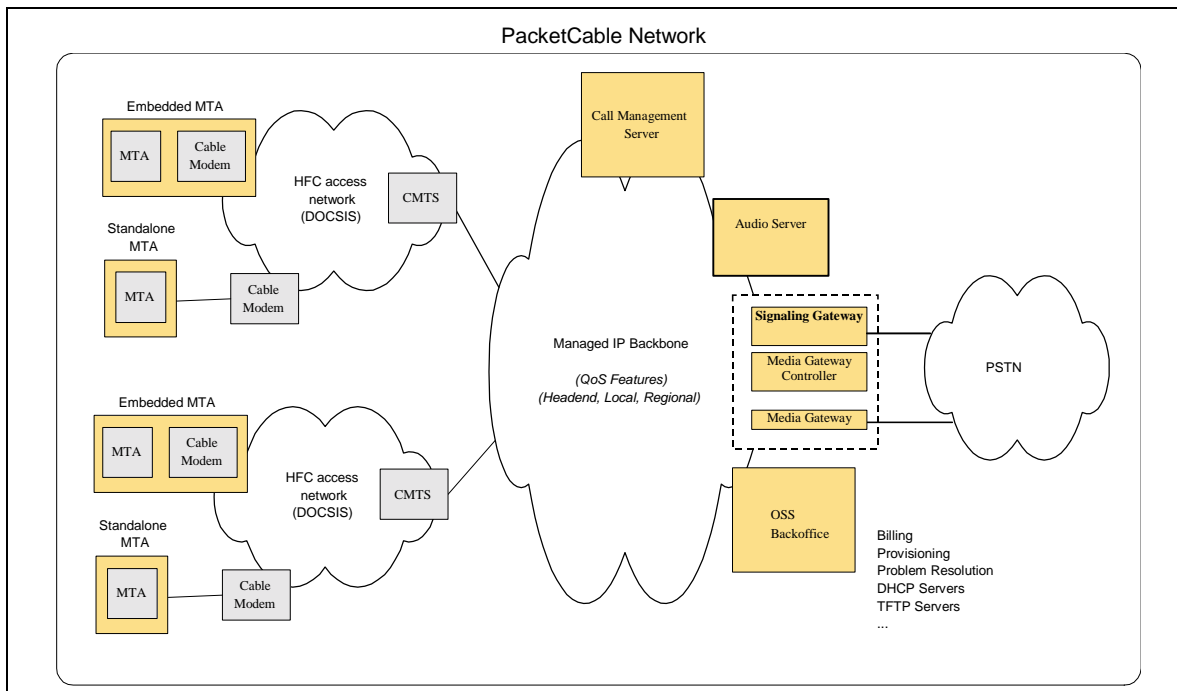 PacketCable Network
Embedded MTA
MTA
Cable
Modem
HFC access
network
(DOCSIS)
CMTS
Standalone
MTA
MTA
Cable
Modem
Call Management
Server
Audio Server
Signaling Gateway
Media Gateway
Controller
Media Gateway
PSTN
Managed IP Backbone
(QoS Features)
(Headend, Local, Regional)
Embedded MTA
MTA
Cable
Modem
HFC access
network
(DOCSIS)
CMTS
Standalone
MTA
MTA
Cable
Modem
OSS
Backoffice
Billing
Provisioning
Problem Resolution
DHCP Servers
TFTP Servers
...